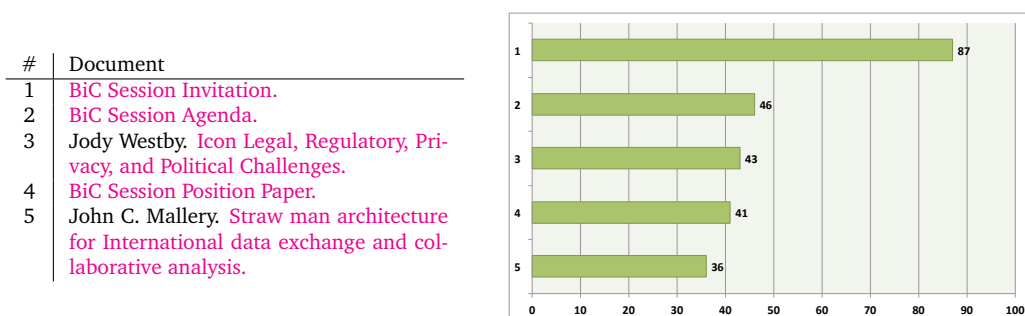 # Document
1 BiC Session Invitation.
2 BiC Session Agenda.
3 Jody Westby. Icon Legal, Regulatory, Pri-
vacy, and Political Challenges.
4 BiC Session Position Paper.
5 John C. Mallery. Straw man architecture
for International data exchange and col-
laborative analysis.
1 87
2 46
3 43
4 41
5 36
0 10 20 30 40 50 60 70 80 90 100